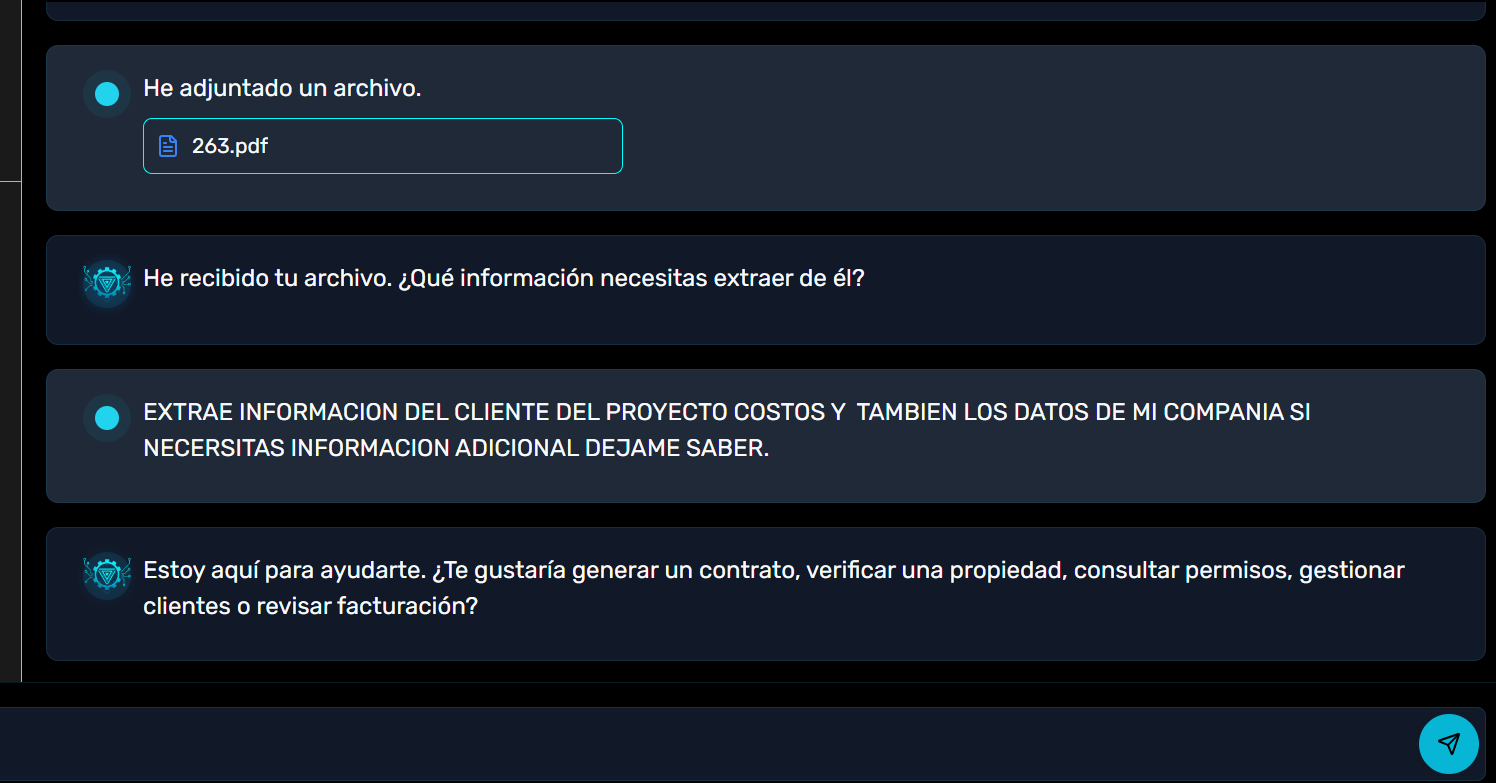 He adjuntado un archivo.
263.pdf
He recibido tu archivo. ¿Qué información necesitas extraer de él?
EXTRAE INFORMACION DEL CLIENTE DEL PROYECTO COSTOS Y  TAMBIEN LOS DATOS DE MI COMPANIA SI
NECERSITAS INFORMACION ADICIONAL DEJAME SABER.
Estoy aquí para ayudarte. ¿Te gustaría generar un contrato, verificar una propiedad, consultar permisos, gestionar
clientes o revisar facturación?